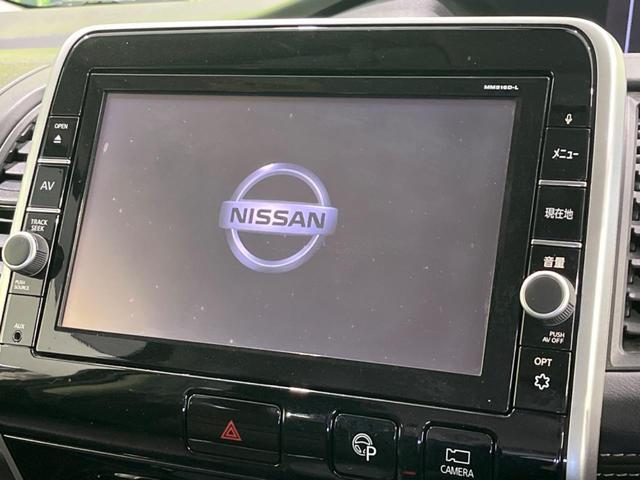 MM316D-L
OPEN
AV
TRACK
SEEK
PUSH
SOURCE
AUX
NISSAN
メニュー
現在地
音量
PUSH
AV OFF
OPT
P
CAMERA